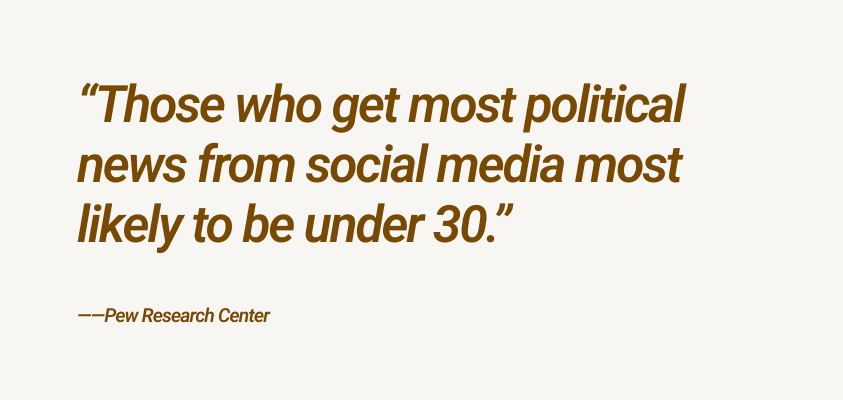 “Those who get most political
news from social media most
likely to be under 30.”
——Pew Research Center